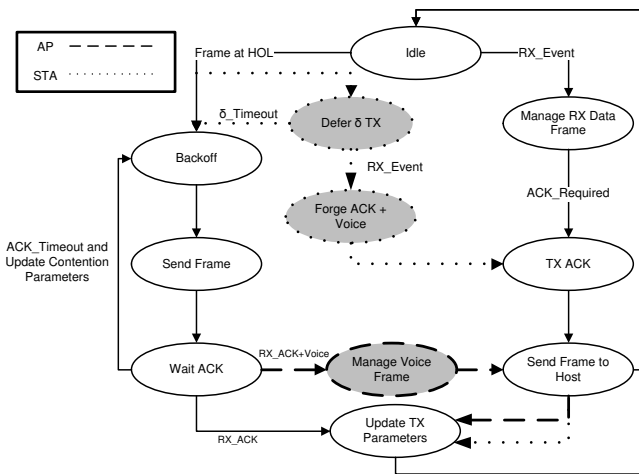 AP
STA
Frame at HOL
Idle
RX_Event
δ_Timeout
Defer δ TX
Manage RX Data
Frame
Backoff
RX_Event
Forge ACK +
Voice
ACK_Required
ACK_Timeout and
Update Contention
Parameters
Send Frame
TX ACK
Wait ACK
RX_ACK+Voice
Manage Voice
Frame
Send Frame to
Host
RX_ACK
Update TX
Parameters